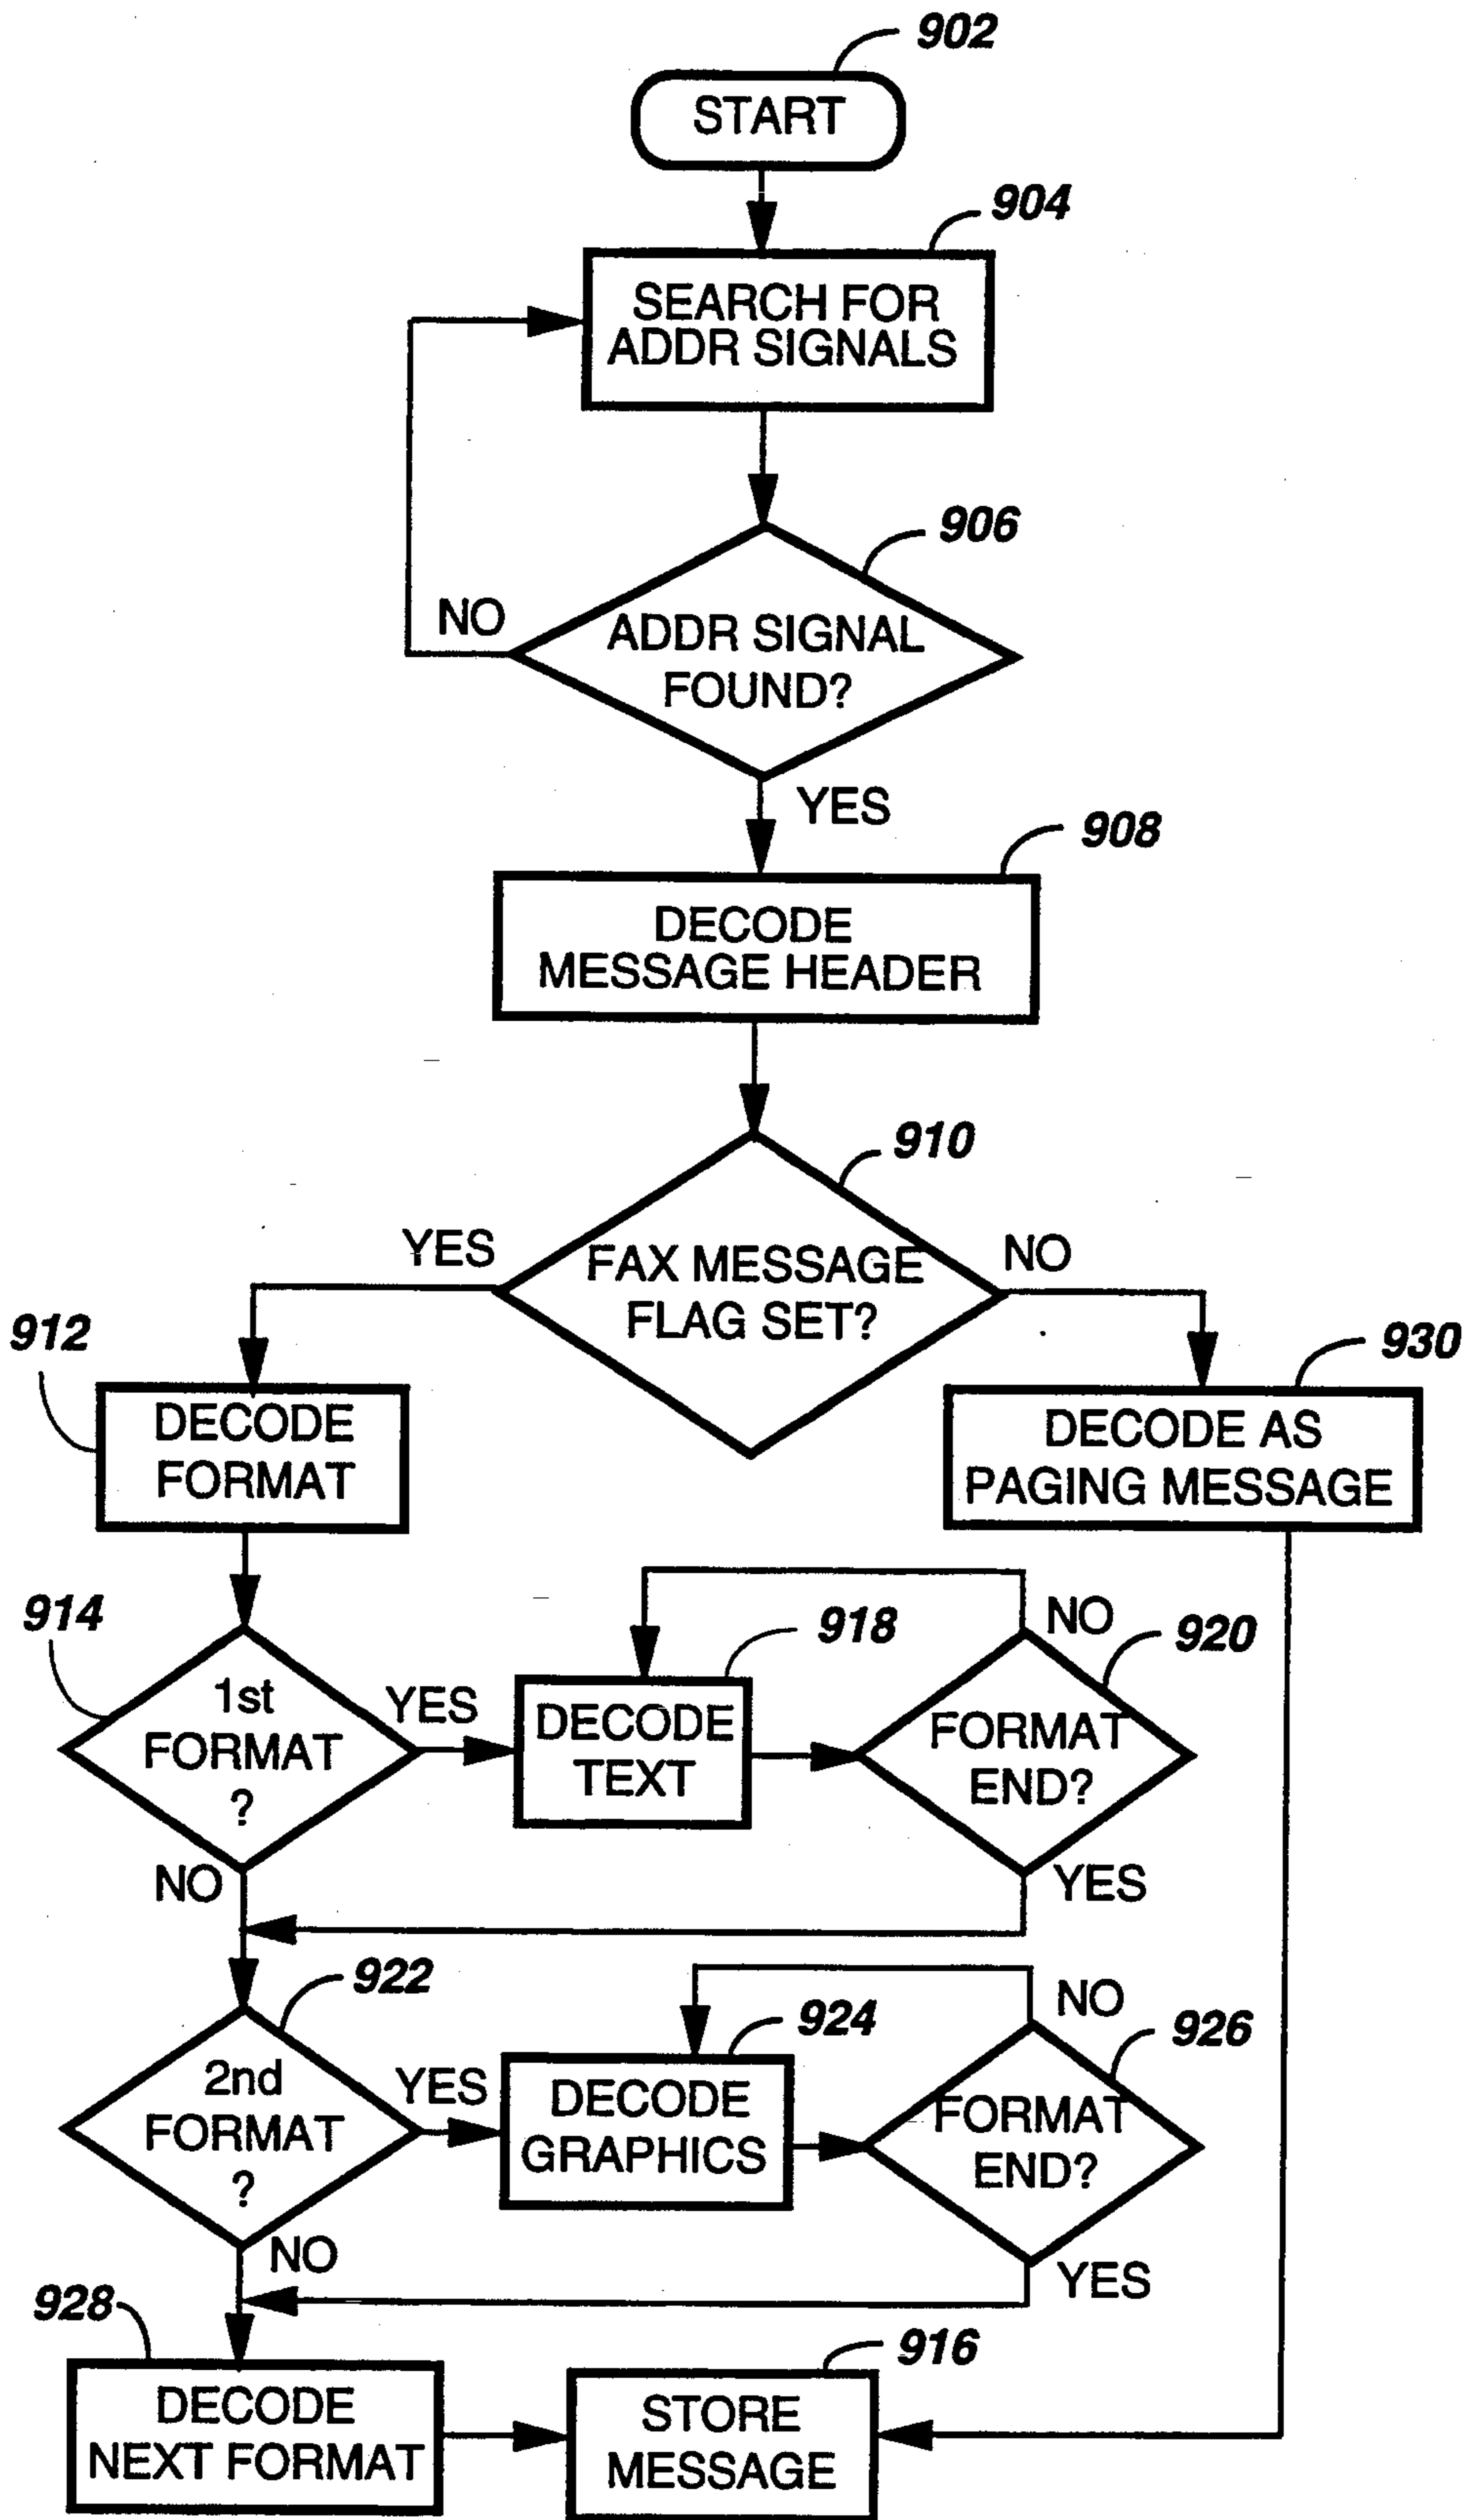 902
START
904
SEARCH FOR
ADDR SIGNALS
906
NO
ADDR SIGNAL
FOUND?
YES
908
DECODE
MESSAGE HEADER
910
YES
FAX MESSAGE
FLAG SET?
NO
912
DECODE
FORMAT
930
DECODE AS
PAGING MESSAGE
914
1st
FORMAT
?
YES
NO
918
DECODE
TEXT
NO
920
FORMAT
END?
YES
922
2nd
FORMAT
?
YES
NO
924
DECODE
GRAPHICS
NO
926
FORMAT
END?
YES
928
DECODE
NEXT FORMAT
916
STORE
MESSAGE